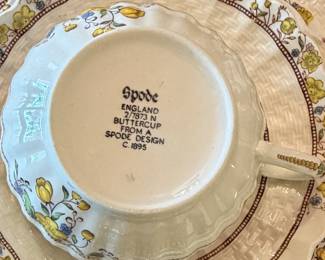 Spode
ENGLAND
2/7873 N
BUTTERCUP
FROM A
SPODE DESIGN
C. 1895